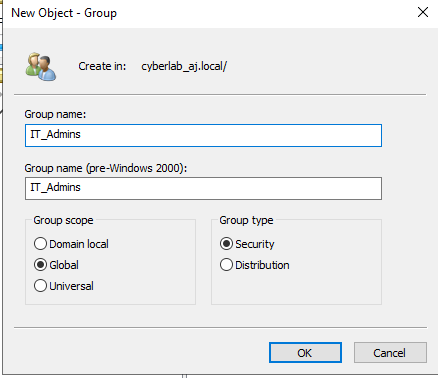 New Object - Group
Create in: cyberlab_aj.local/
Group name:
IT_Admins
Group name (pre-Windows 2000):
IT_Admins
Group scope
Domain local
Global
Universal
Group type
Security
Distribution
OK Cancel